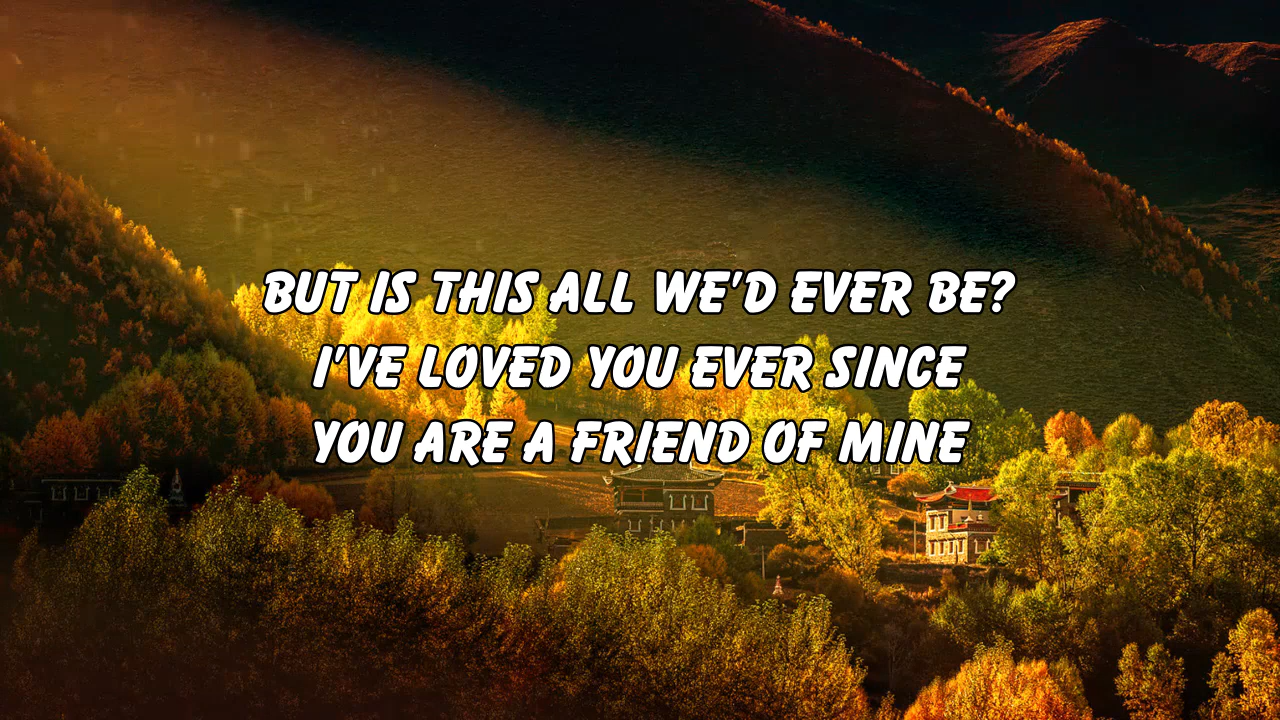 BUT IS THIS ALL WE'D EVER BE?
I'VE LOVED YOU EVER SINCE
YOU ARE A FRIEND OF MINE